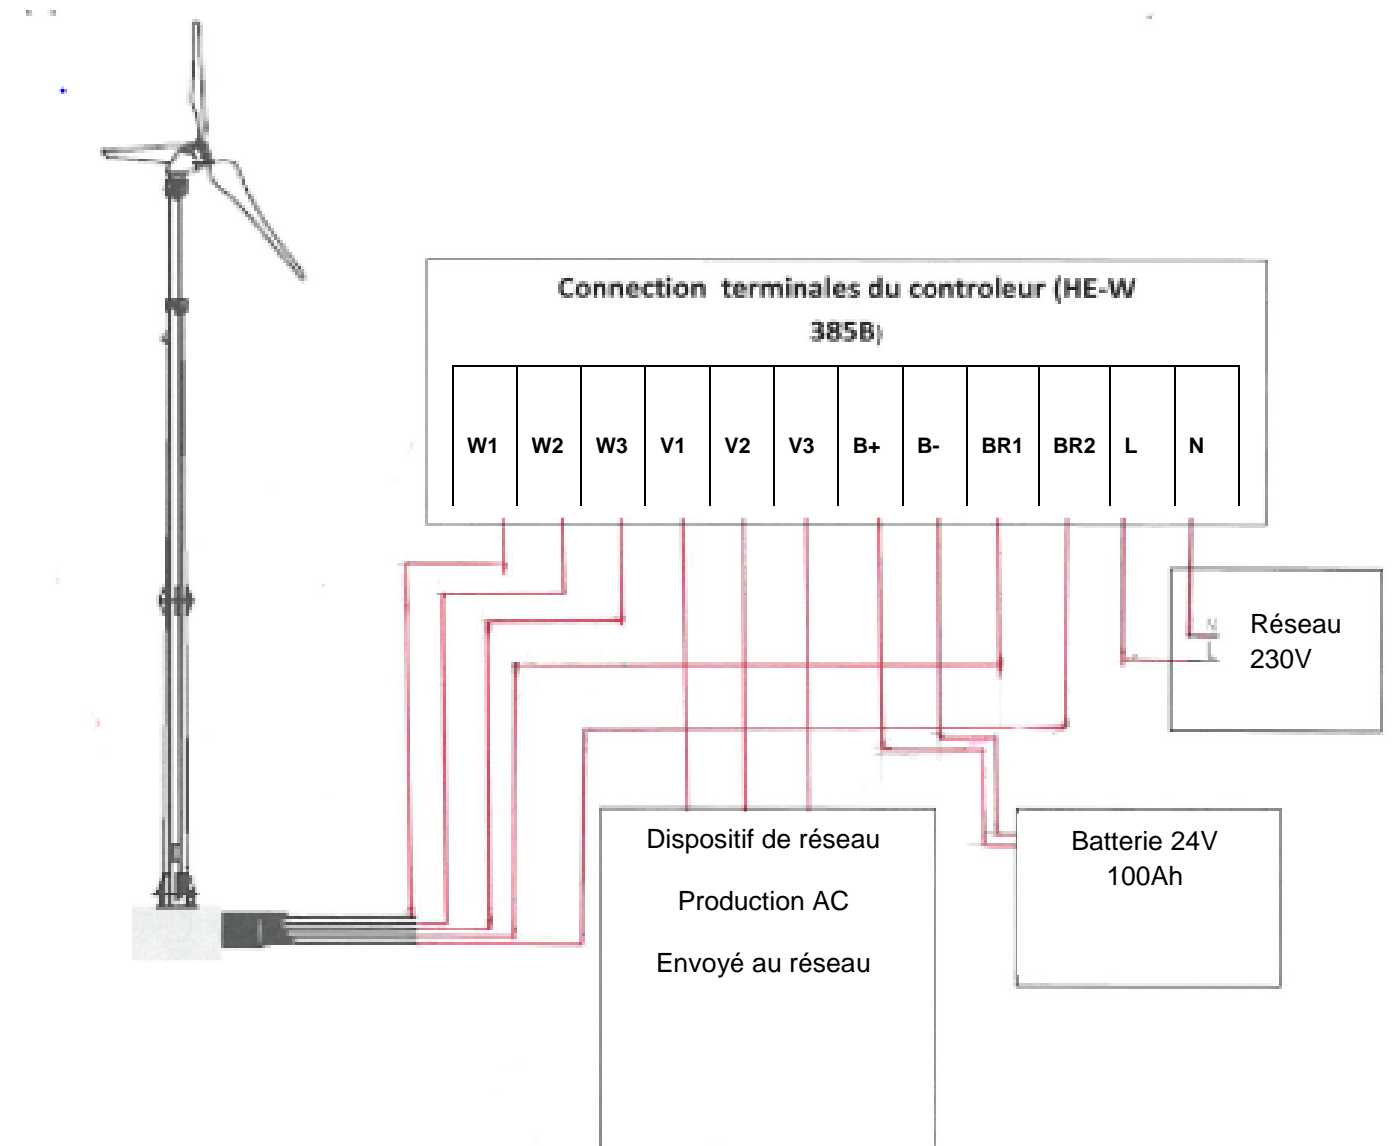 Connection terminales du controleur (HE-W
385B)
W1 W2 W3 V1 V2 V3 B+ B- BR1 BR2 L N
N
L
Réseau
230V
Dispositif de réseau
Production AC
Envoyé au réseau
Batterie 24V
100Ah